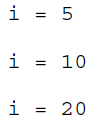 i = 5
i = 10
i = 20